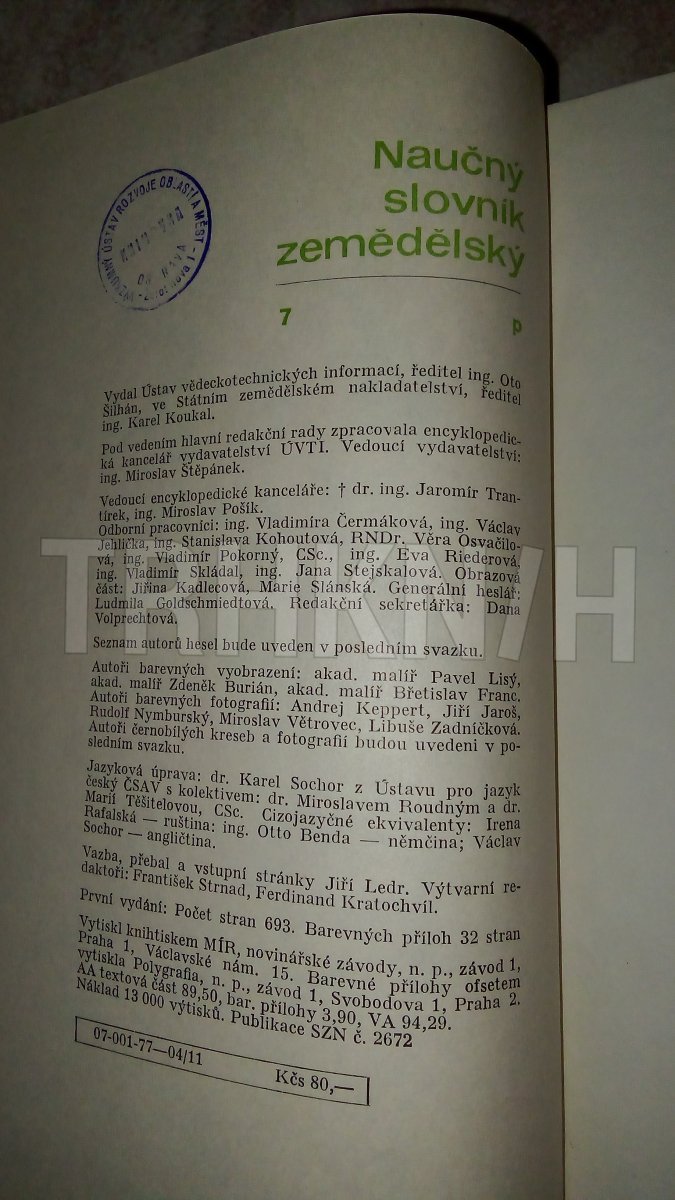 Naučný
slovník
zemědělský
7 p
ÚSTAV ROZVOJE OBLASTÍ A MĚST
Vydal Ústav vědeckotechnických informací, ředitel ing. Oto
Šilhán, ve Státním zemědělském nakladatelství, ředitel
ing. Karel Koukal.
Pod vedením hlavní redakční rady zpracovala encyklopedic-
ká kancelář vydavatelství ÚVTI. Vedoucí vydavatelství:
ing. Miroslav Štěpánek.
Vedoucí encyklopedické kanceláře: † dr. ing. Jaromír Tran-
tírek, ing. Miroslav Pošík.
Odborní pracovníci: ing. Vladimíra Čermáková, ing. Václav
Jehlička, ing. Stanislava Kohoutová, RNDr. Věra Osvačilo-
vá, ing. Vladimír Pokorný, CSc., ing. Eva Riederová,
ing. Vladimír Skládal, ing. Jana Stejskalová. Obrazová
část: Jiřina Kadlecová, Marie Slánská. Generální heslář:
Ludmila Goldschmiedtová. Redakční sekretářka: Dana
Volprechtová.
Seznam autorů hesel bude uveden v posledním svazku.
Autoři barevných vyobrazení: akad. malíř Pavel Lisý,
akad. malíř Zdeněk Burián, akad. malíř Břetislav Franc.
Autoři barevných fotografií: Andrej Keppert, Jiří Jaroš,
Rudolf Nymburský, Miroslav Větrovec, Libuše Zadníčková.
Autoři černobílých kreseb a fotografií budou uvedeni v po-
sledním svazku.
Jazyková úprava: dr. Karel Sochor z Ústavu pro jazyk
český ČSAV s kolektivem: dr. Miroslavem Roudným a dr.
Marií Těšitelovou, CSc. Cizojazyčné ekvivalenty: Irena
Rafalská — ruština: ing. Otto Benda — němčina; Václav
Sochor — angličtina.
Vazba, přebal a vstupní stránky Jiří Ledr. Výtvarní re-
daktoři: František Strnad, Ferdinand Kratochvíl.
První vydání: Počet stran 693. Barevných příloh 32 stran
Vytiskl knihtiskem MÍR, novinářské závody, n. p., závod 1,
Praha 1, Václavské nám. 15. Barevné přílohy ofsetem
vytiskla Polygrafia, n. p., závod 1, Svobodova 1, Praha 2.
AA textová část 89,50, bar. přílohy 3,90, VA 94,29.
Náklad 13 000 výtisků. Publikace SZN č. 2672
07-001-77—04/11 Kčs 80,—